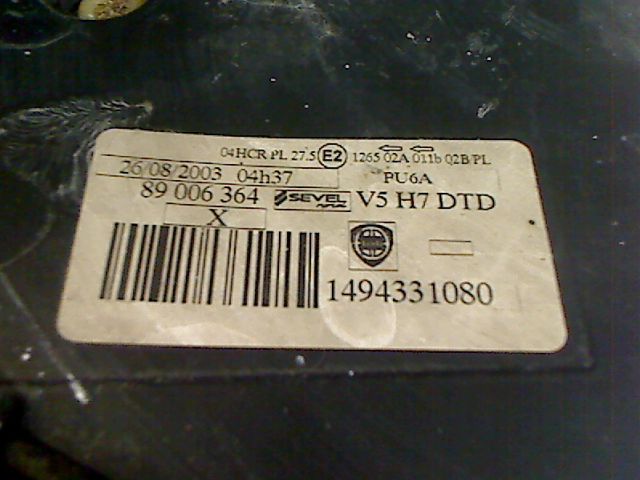 04HCR PL 27.5 E2 1265 02A 011b 02B/PL
26/08/2003 04h37 PU6A
89 006 364 SEVEL V5 H7 DTD
X
1494331080